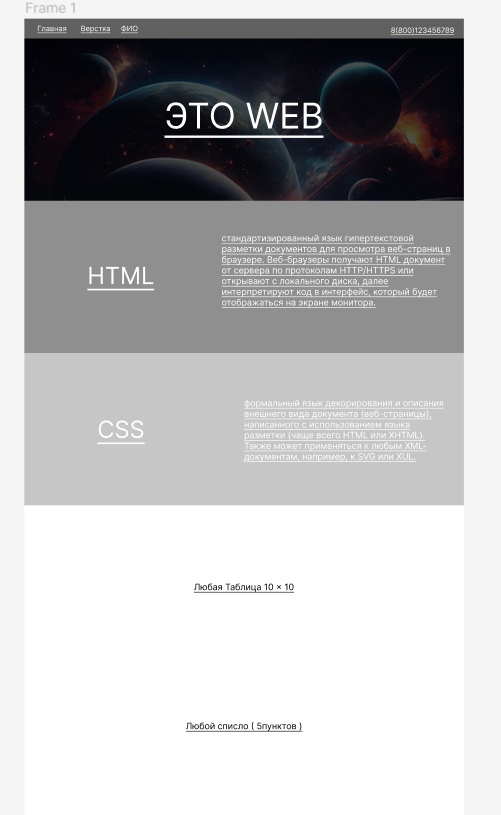 Frame 1
Главная Верстка ФИО 8(800)123456789
ЭТО WEB
HTML
стандартизированный язык гипертекстовой
разметки документов для просмотра веб-страниц в
браузере. Веб-браузеры получают HTML документ
от сервера по протоколам HTTP/HTTPS или
открывают с локального диска, далее
интерпретируют код в интерфейс, который будет
отображаться на экране монитора.
CSS
формальный язык декорирования и описания
внешнего вида документа (веб-страницы),
написанного с использованием языка
разметки (чаще всего HTML или XHTML).
Также может применяться к любым XML-
документам, например, к SVG или XUL.
Любая Таблица 10 × 10
Любой списло ( 5пунктов )